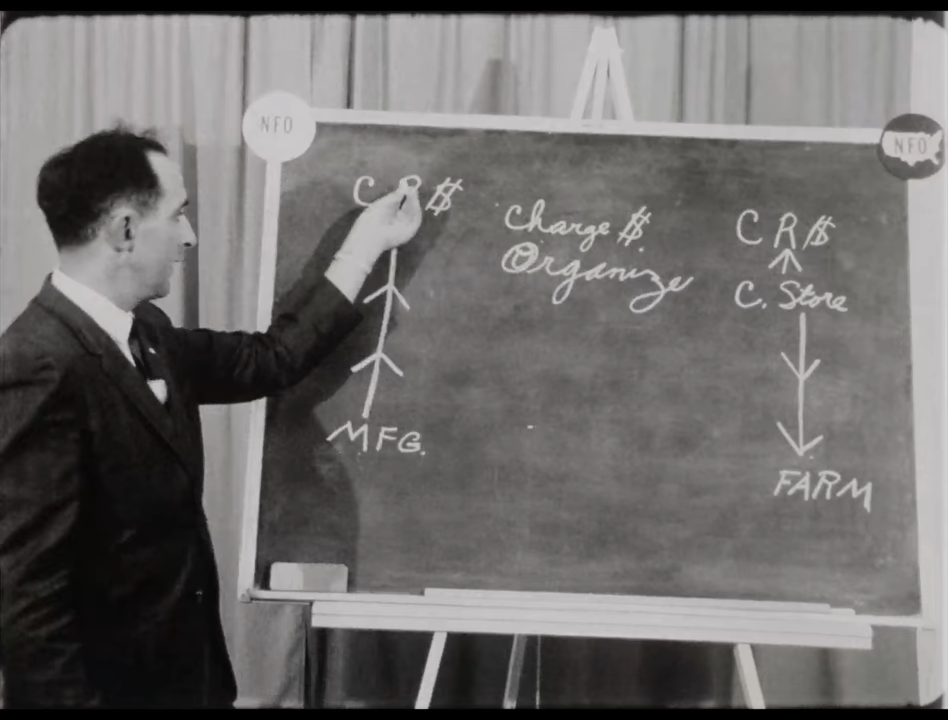 NFO
NFO
C R $
Charge $
Organize
MFG.
C R $
C. Store
FARM